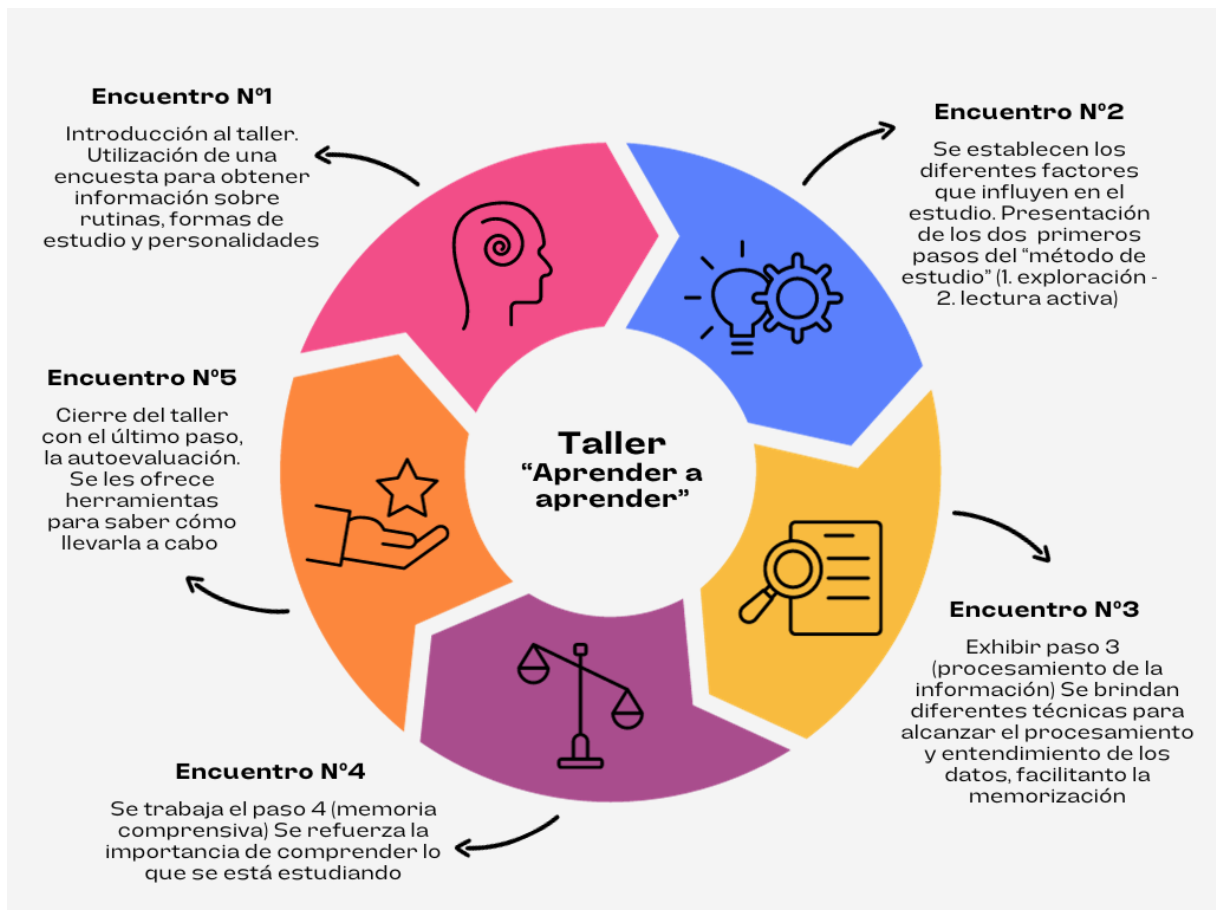 Encuentro Nº1
Introducción al taller.
Utilización de una
encuesta para obtener
información sobre
rutinas, formas de
estudio y personalidades
Encuentro Nº2
Se establecen los
diferentes factores
que influyen en el
estudio. Presentación
de los dos primeros
pasos del “método de
estudio” (1. exploración -
2. lectura activa)
Taller
“Aprender a
aprender”
Encuentro Nº3
Exhibir paso 3
(procesamiento de la
información) Se brindan
diferentes técnicas para
alcanzar el procesamiento
y entendimiento de los
datos, facilitanto la
memorización
Encuentro Nº4
Se trabaja el paso 4 (memoria
comprensiva) Se refuerza la
importancia de comprender lo
que se está estudiando
Encuentro Nº5
Cierre del taller
con el último paso,
la autoevaluación.
Se les ofrece
herramientas
para saber cómo
llevarla a cabo